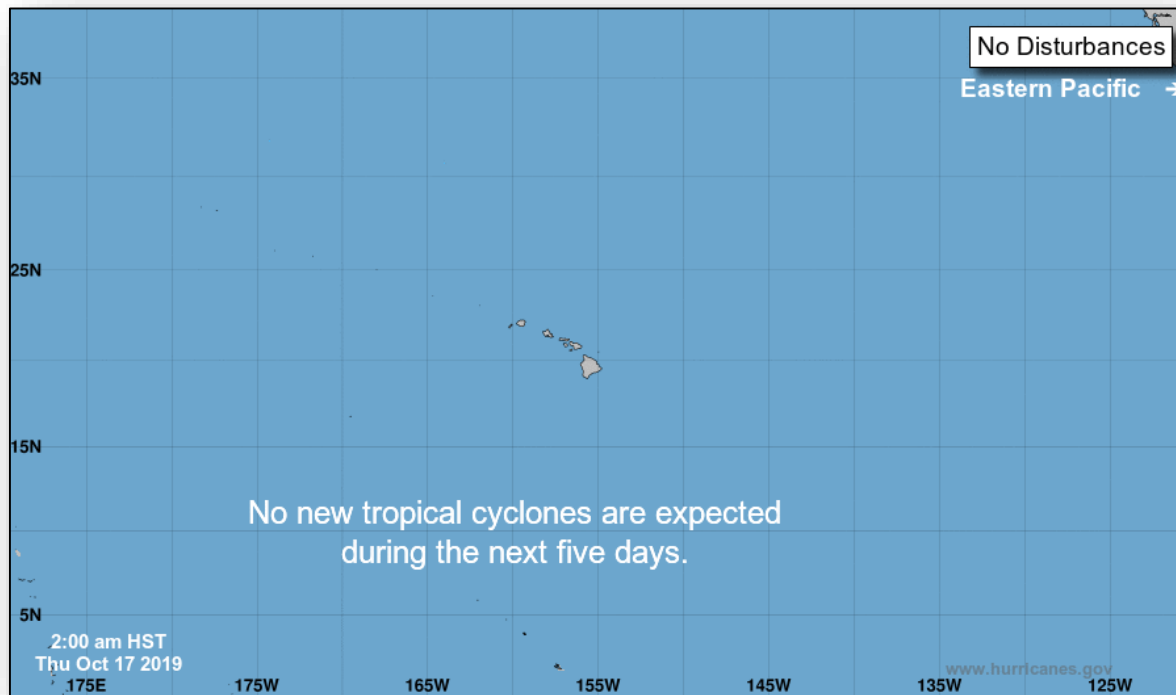 No Disturbances
35N
Eastern Pacific →
25N
15N
No new tropical cyclones are expected
during the next five days.
5N
2:00 am HST
Thu Oct 17 2019
www.hurricanes.gov
175E 175W 165W 155W 145W 135W 125W